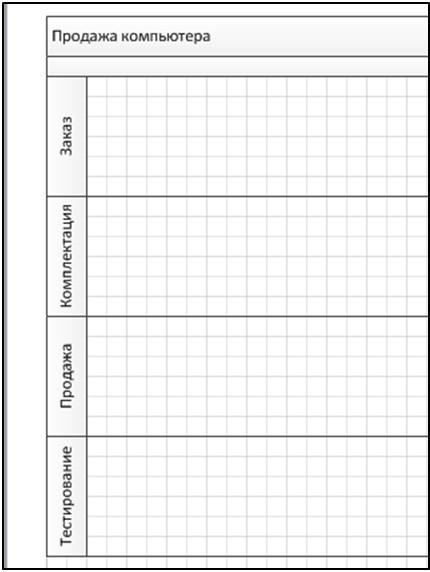 Продажа компьютера
Заказ
Комплектация
Продажа
Тестирование